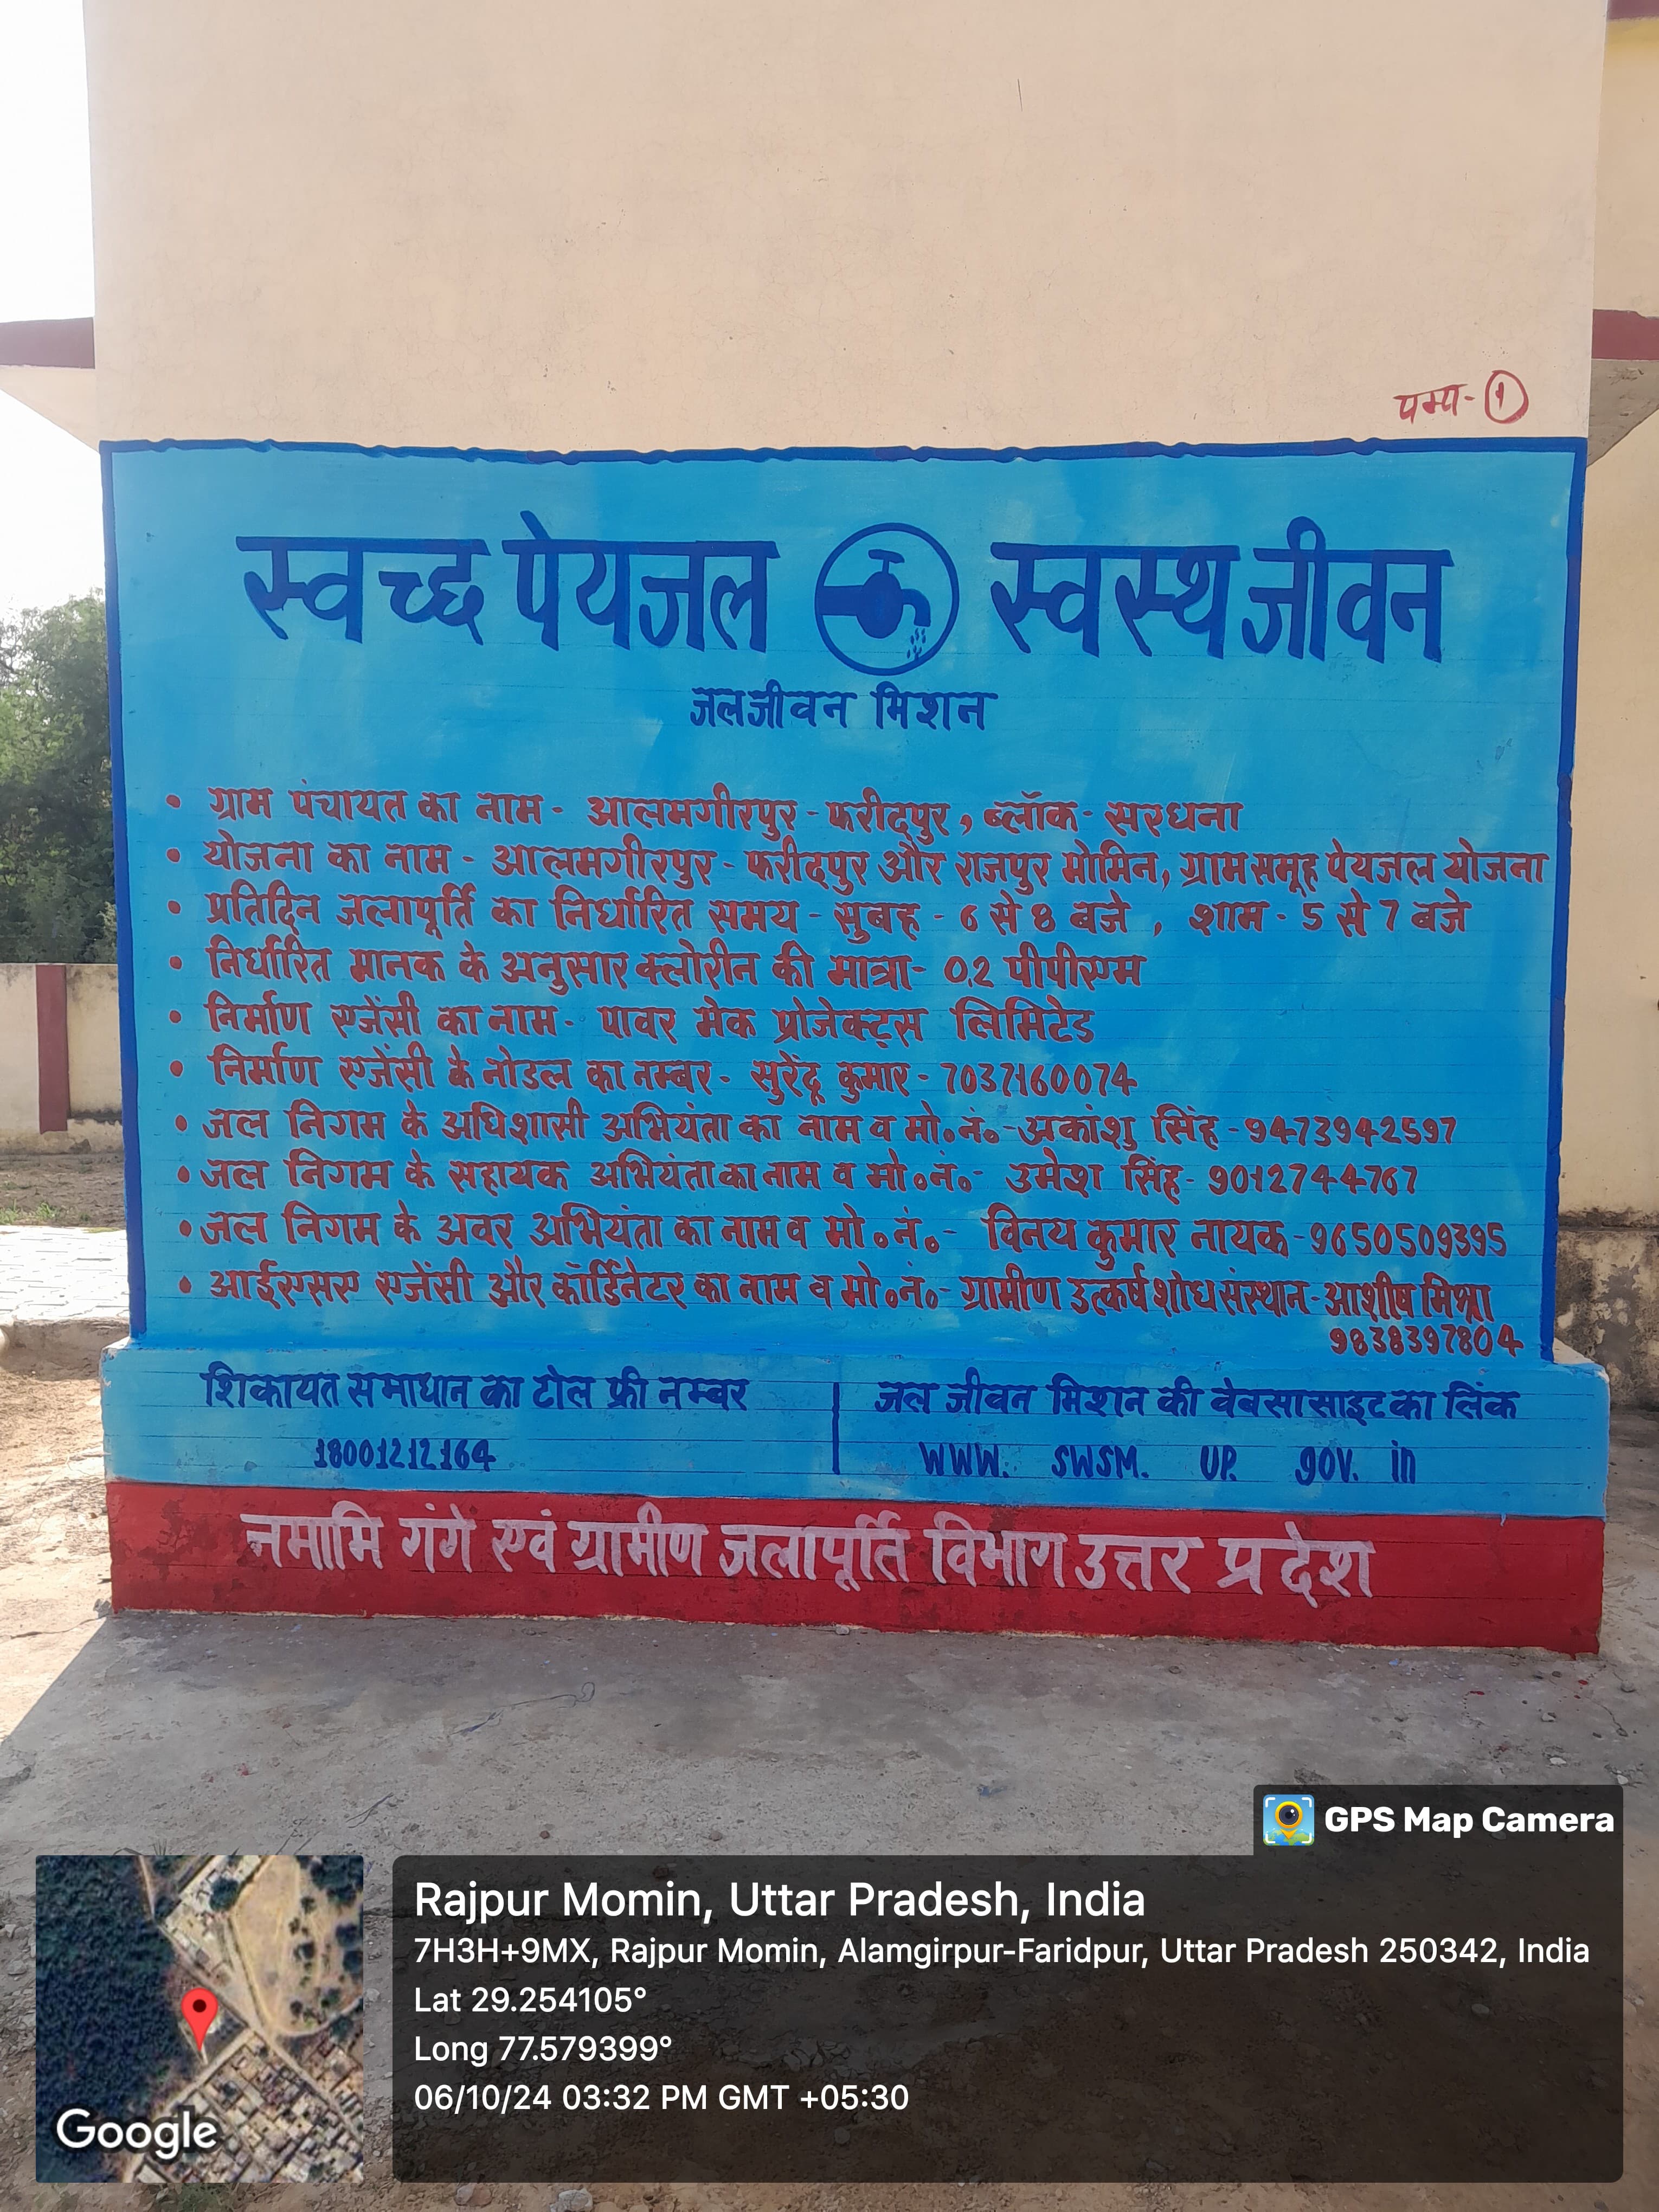 पम्प-१
स्वच्छ पेयजल स्वस्थ जीवन
जल जीवन मिशन
• ग्राम पंचायत का नाम - आलमगीरपुर - फरीदपुर, ब्लॉक - सरधना
• योजना का नाम - आलमगीरपुर - फरीदपुर और राजपुर मोमिन, ग्राम समूह पेयजल योजना
• प्रतिदिन जलापूर्ति का निर्धारित समय - सुबह - 6 से 8 बजे , शाम - 5 से 7 बजे
• निर्धारित मानक के अनुसार क्लोरीन की मात्रा - 0.2 पीपीएम
• निर्माण एजेंसी का नाम - पावर मेक प्रोजेक्ट्स लिमिटेड
• निर्माण एजेंसी के नोडल का नम्बर - सुरेंद्र कुमार - 7037160074
• जल निगम के अधिशासी अभियंता का नाम व मो०नं०- अकांशु सिंह - 9473942597
• जल निगम के सहायक अभियंता का नाम व मो०नं०- उमेश सिंह - 9012744767
• जल निगम के अवर अभियंता का नाम व मो०नं०- विनय कुमार नायक - 9650509395
• आईएसए एजेंसी और कॉर्डिनेटर का नाम व मो०नं०- ग्रामीण उत्कर्ष शोध संस्थान - आशीष मिश्रा
9838397804
शिकायत समाधान का टोल फ्री नम्बर
18001212164
जल जीवन मिशन की वेबसासाइट का लिंक
WWW. SWSM. UP. gov. in
नमामि गंगे एवं ग्रामीण जलापूर्ति विभाग उत्तर प्रदेश
GPS Map Camera
Rajpur Momin, Uttar Pradesh, India
7H3H+9MX, Rajpur Momin, Alamgirpur-Faridpur, Uttar Pradesh 250342, India
Lat 29.254105°
Long 77.579399°
06/10/24 03:32 PM GMT +05:30
Google